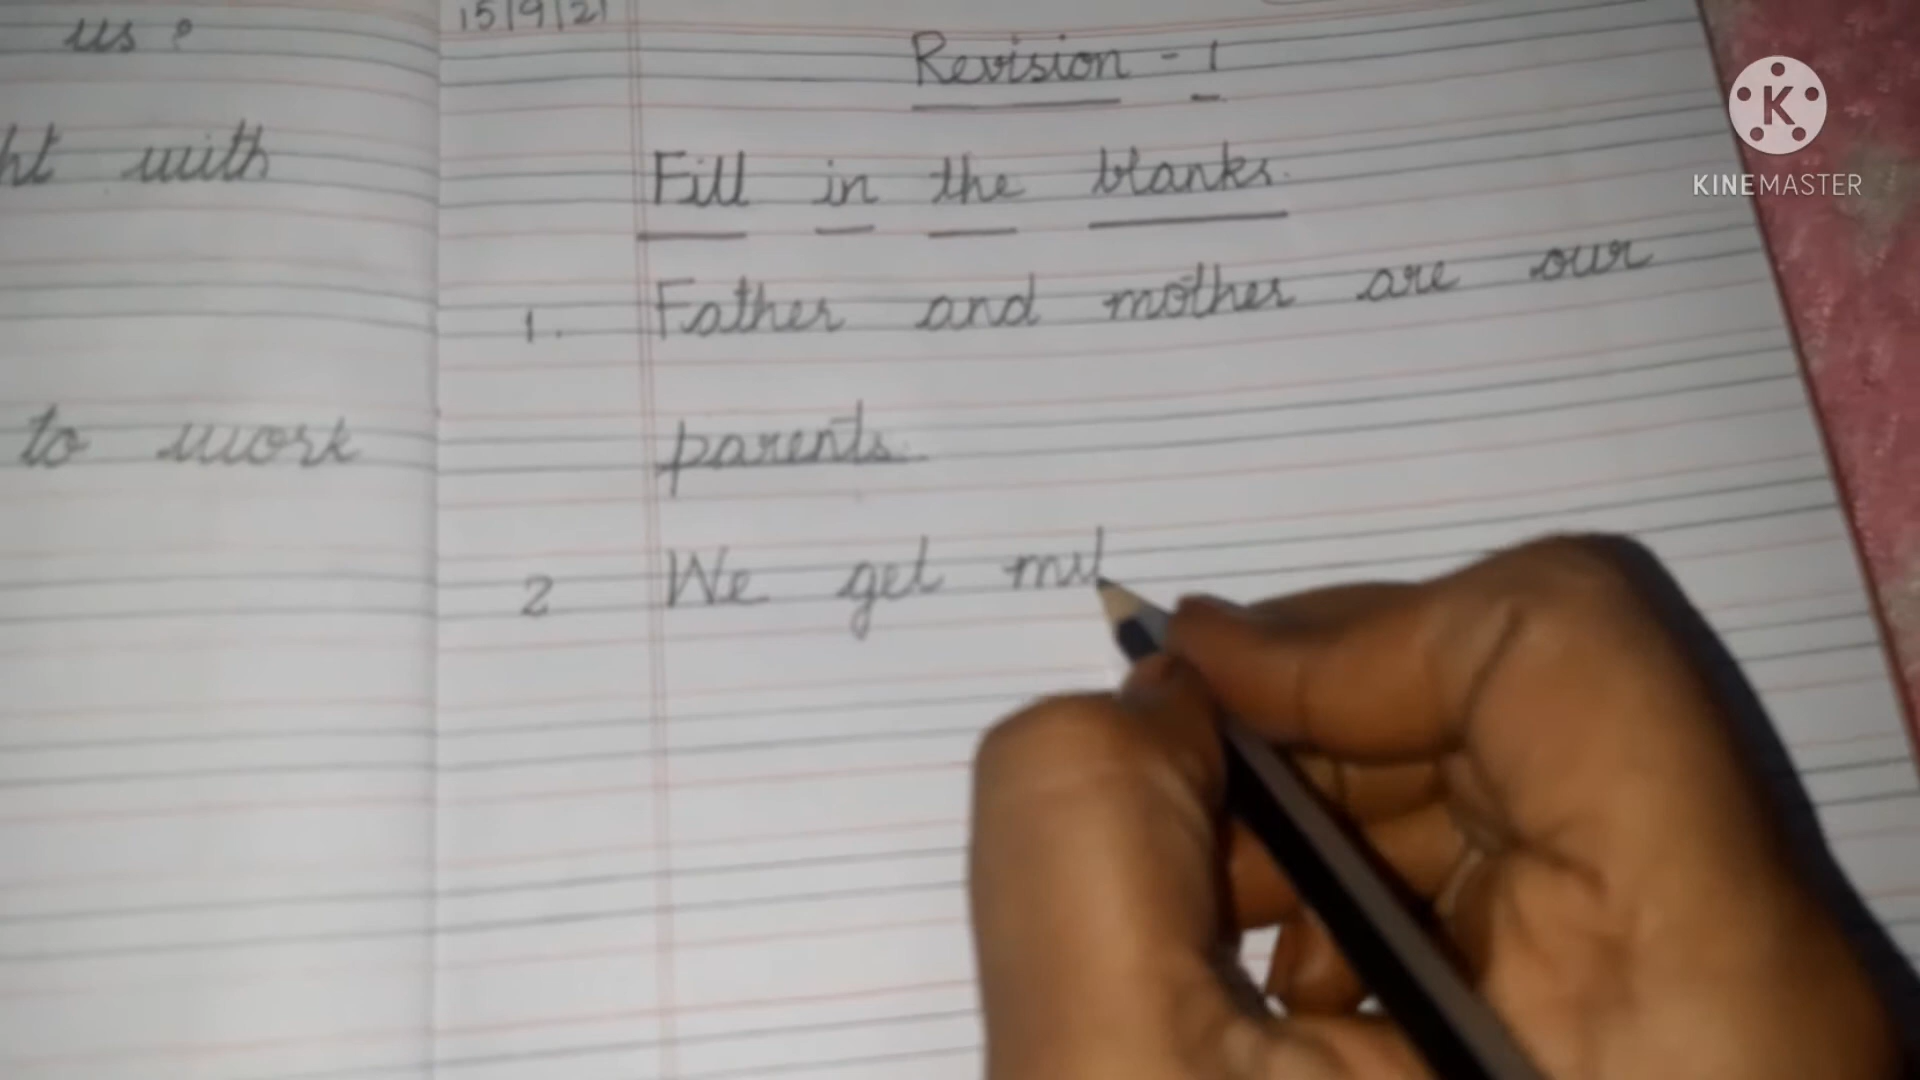 us ?
ht with
to work
15/9/21
Revision - 1
Fill in the blanks.
1. Father and mother are our
parents.
2 We get mil
K
KINEMASTER